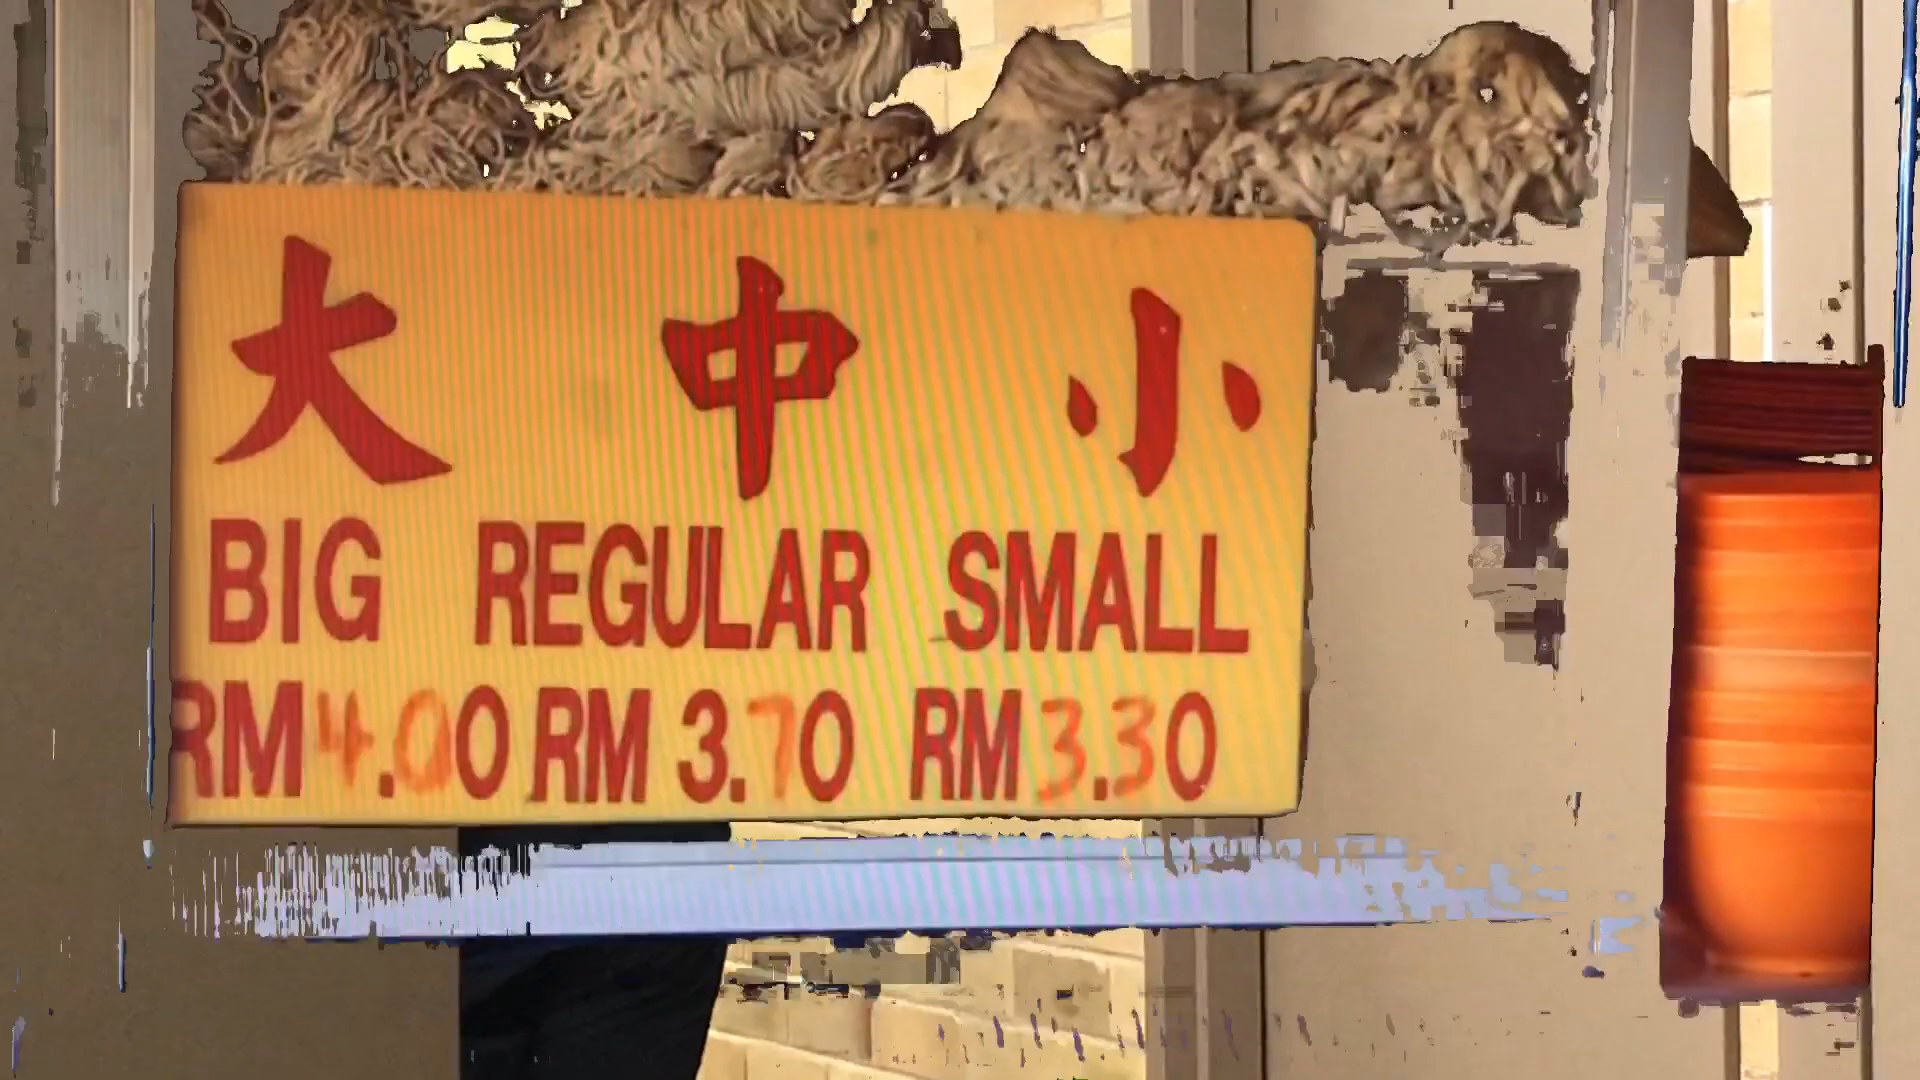 大 中 小
BIG REGULAR SMALL
RM 4.00 RM 3.70 RM 3.30